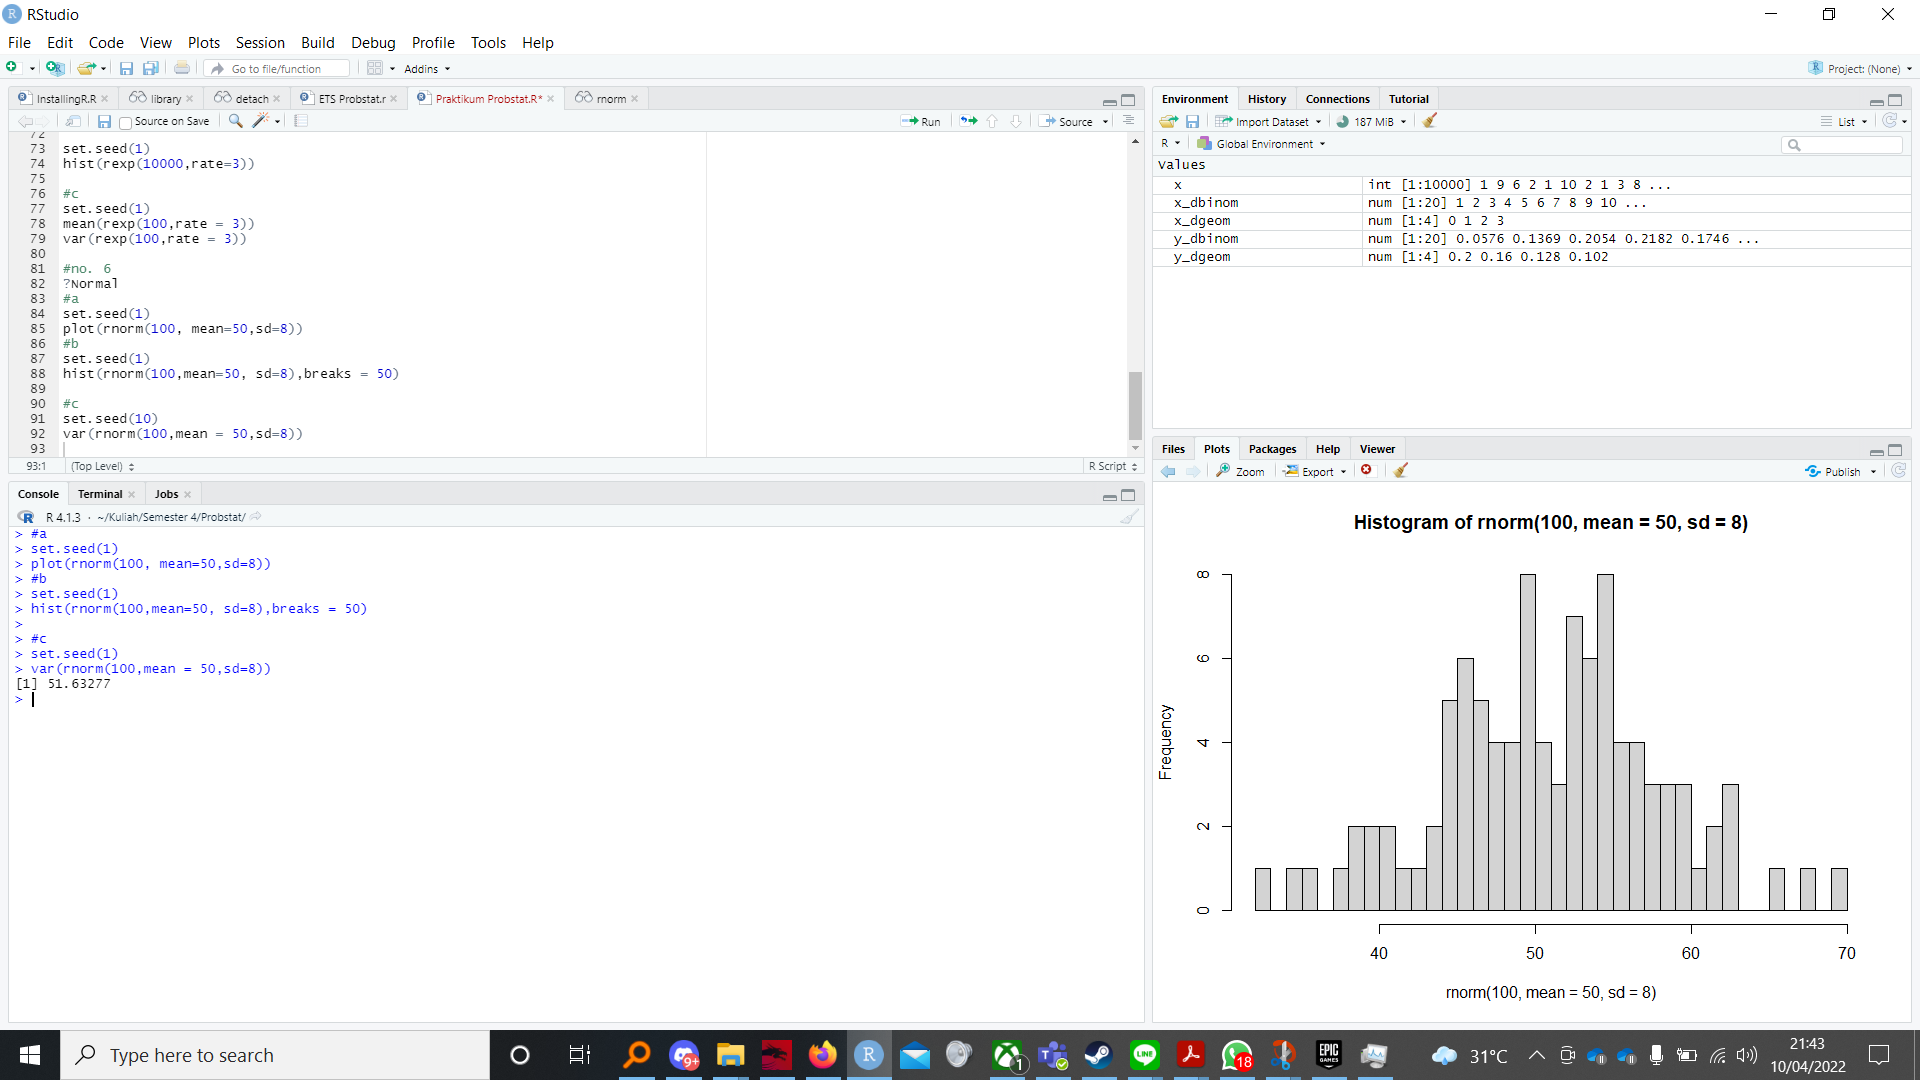 RStudio
File Edit Code View Plots Session Build Debug Profile Tools Help
Go to file/function Addins Project: (None)
InstallingR.R library detach ETS Probstat.r Praktikum Probstat.R* rnorm
Source on Save Run Source
72
73 set.seed(1)
74 hist(rexp(10000,rate=3))
75
76 #c
77 set.seed(1)
78 mean(rexp(100,rate = 3))
79 var(rexp(100,rate = 3))
80
81 #no. 6
82 ?Normal
83 #a
84 set.seed(1)
85 plot(rnorm(100, mean=50,sd=8))
86 #b
87 set.seed(1)
88 hist(rnorm(100,mean=50, sd=8),breaks = 50)
89
90 #c
91 set.seed(10)
92 var(rnorm(100,mean = 50,sd=8))
93
93:1 (Top Level) R Script
Console Terminal Jobs
R 4.1.3 · ~/Kuliah/Semester 4/Probstat/
> #a
> set.seed(1)
> plot(rnorm(100, mean=50,sd=8))
> #b
> set.seed(1)
> hist(rnorm(100,mean=50, sd=8),breaks = 50)
>
> #c
> set.seed(1)
> var(rnorm(100,mean = 50,sd=8))
[1] 51.63277
>
Environment History Connections Tutorial
Import Dataset 187 MiB List
R Global Environment
Values
x int [1:10000] 1 9 6 2 1 10 2 1 3 8 ...
x_dbinom num [1:20] 1 2 3 4 5 6 7 8 9 10 ...
x_dgeom num [1:4] 0 1 2 3
y_dbinom num [1:20] 0.0576 0.1369 0.2054 0.2182 0.1746 ...
y_dgeom num [1:4] 0.2 0.16 0.128 0.102
Files Plots Packages Help Viewer
Zoom Export Publish
Histogram of rnorm(100, mean = 50, sd = 8)
Frequency
8
6
4
2
0
40 50 60 70
rnorm(100, mean = 50, sd = 8)
Type here to search
9+
R
1
LINE
18
EPIC GAMES
31°C
21:43
10/04/2022